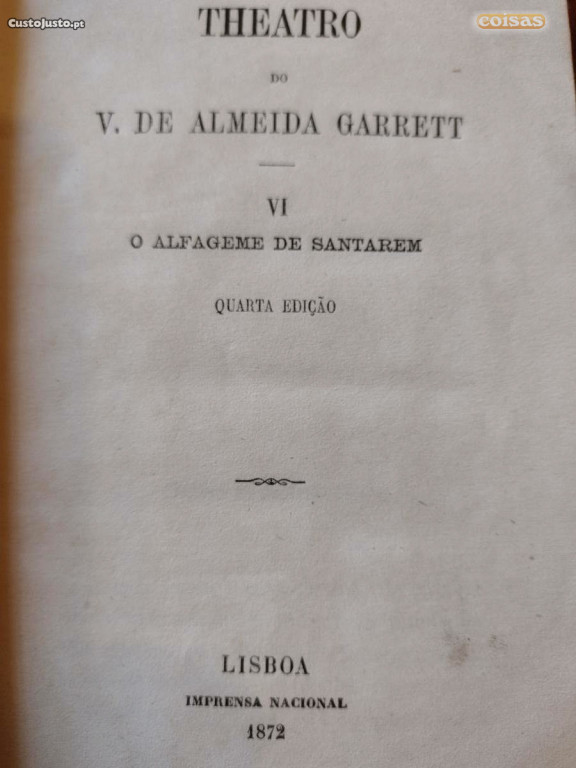 CustoJusto.pt
coisas
THEATRO
DO
V. DE ALMEIDA GARRETT
VI
O ALFAGEME DE SANTAREM
QUARTA EDIÇÃO
LISBOA
IMPRENSA NACIONAL
1872